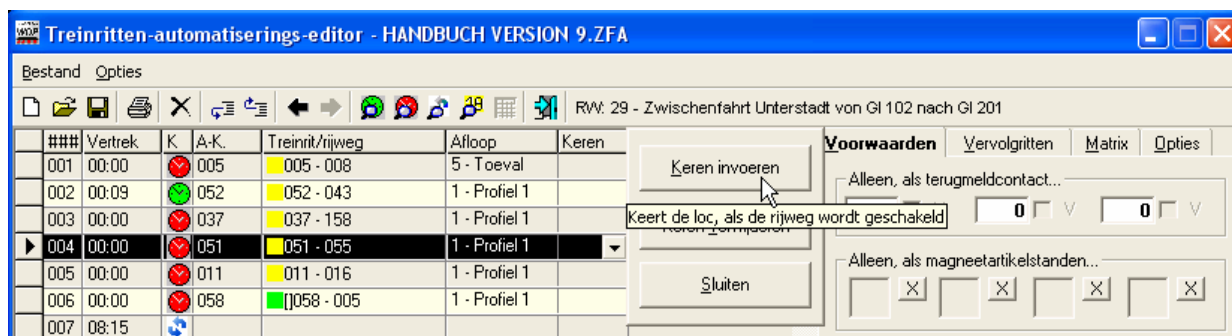 WDP Treinritten-automatiserings-editor - HANDBUCH VERSION 9.ZFA
Bestand Opties
RW: 29 - Zwischenfahrt Unterstadt von Gl 102 nach Gl 201
### Vertrek K A-K. Treinrit/rijweg Afloop Keren
001 00:00 005 005 - 008 5 - Toeval
002 00:09 052 052 - 043 1 - Profiel 1
003 00:00 037 037 - 158 1 - Profiel 1
004 00:00 051 051 - 055 1 - Profiel 1
005 00:00 011 011 - 016 1 - Profiel 1
006 00:00 058 []058 - 005 1 - Profiel 1
007 08:15
Keren invoeren
Keert de loc, als de rijweg wordt geschakeld
Sluiten
Voorwaarden Vervolgritten Matrix Opties
Alleen, als terugmeldcontact...
V 0 V 0 V
Alleen, als magneetartikelstanden...
X X X X